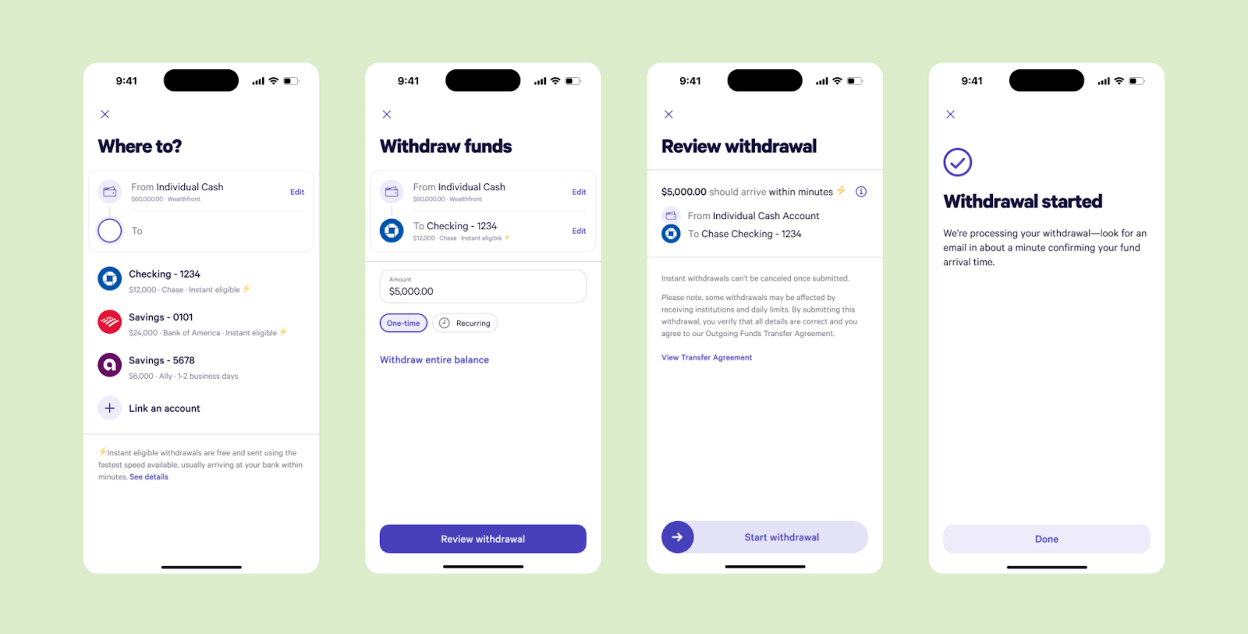 9:41
Where to?
From Individual Cash
$60,000.00 · Wealthfront
Edit
To
Checking - 1234
$12,000 · Chase · Instant eligible ⚡
Savings - 0101
$24,000 · Bank of America · Instant eligible ⚡
Savings - 5678
$6,000 · Ally · 1-2 business days
Link an account
⚡Instant eligible withdrawals are free and sent using the
fastest speed available, usually arriving at your bank within
minutes. See details
9:41
Withdraw funds
From Individual Cash
$60,000.00 · Wealthfront
Edit
To Checking - 1234
$12,000 · Chase · Instant eligible ⚡
Edit
Amount
$5,000.00
One-time
Recurring
Withdraw entire balance
Review withdrawal
9:41
Review withdrawal
$5,000.00 should arrive within minutes ⚡
From Individual Cash Account
To Chase Checking - 1234
Instant withdrawals can't be canceled once submitted.
Please note, some withdrawals may be affected by
receiving institutions and daily limits. By submitting this
withdrawal, you verify that all details are correct and you
agree to our Outgoing Funds Transfer Agreement.
View Transfer Agreement
Start withdrawal
9:41
Withdrawal started
We're processing your withdrawal—look for an
email in about a minute confirming your fund
arrival time.
Done